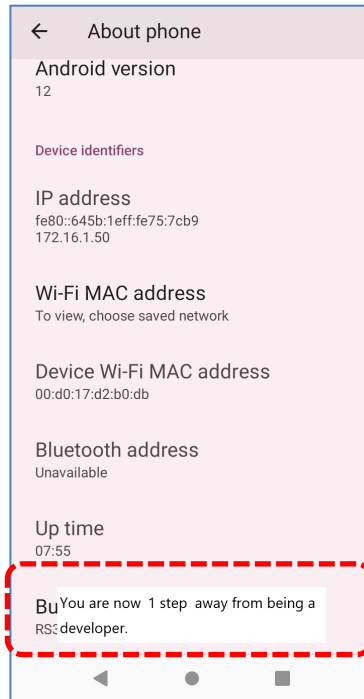 About phone
Android version
12
Device identifiers
IP address
fe80::645b:1eff:fe75:7cb9
172.16.1.50
Wi-Fi MAC address
To view, choose saved network
Device Wi-Fi MAC address
00:d0:17:d2:b0:db
Bluetooth address
Unavailable
Up time
07:55
Bu
You are now 1 step away from being a
RS3
developer.